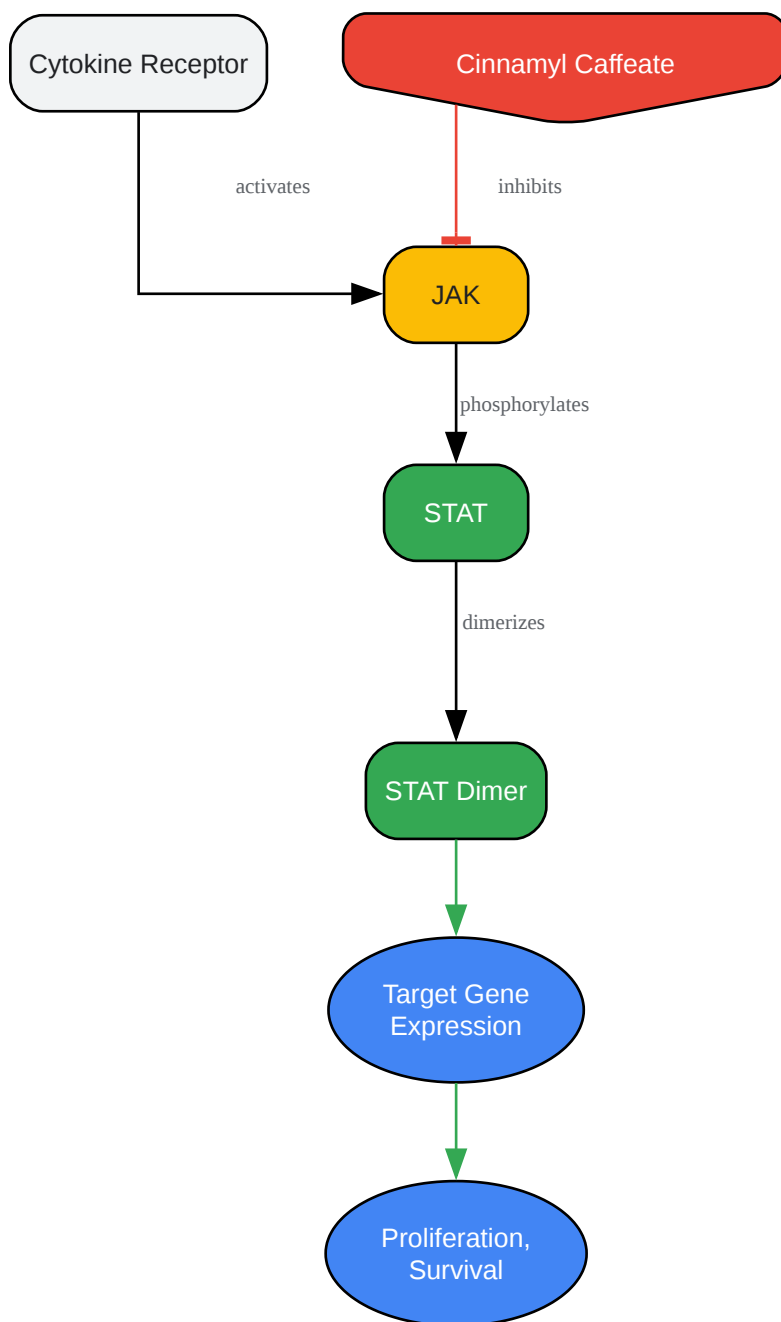 Cytokine Receptor
Cinnamyl Caffeate
activates
inhibits
JAK
phosphorylates
STAT
dimerizes
STAT Dimer
Target Gene
Expression
Proliferation,
Survival